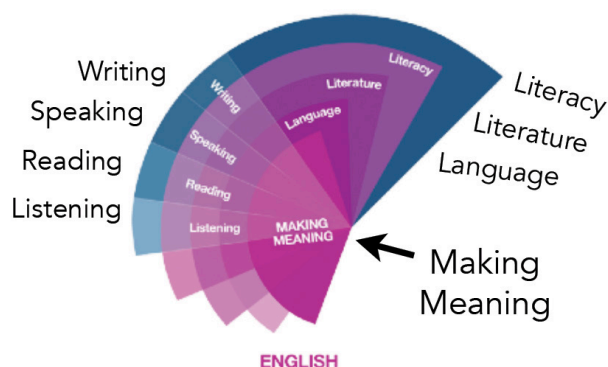 Writing
Speaking
Reading
Listening
Writing
Speaking
Reading
Listening
Literacy
Literature
Language
MAKING
MEANING
Literacy
Literature
Language
Making
Meaning
ENGLISH